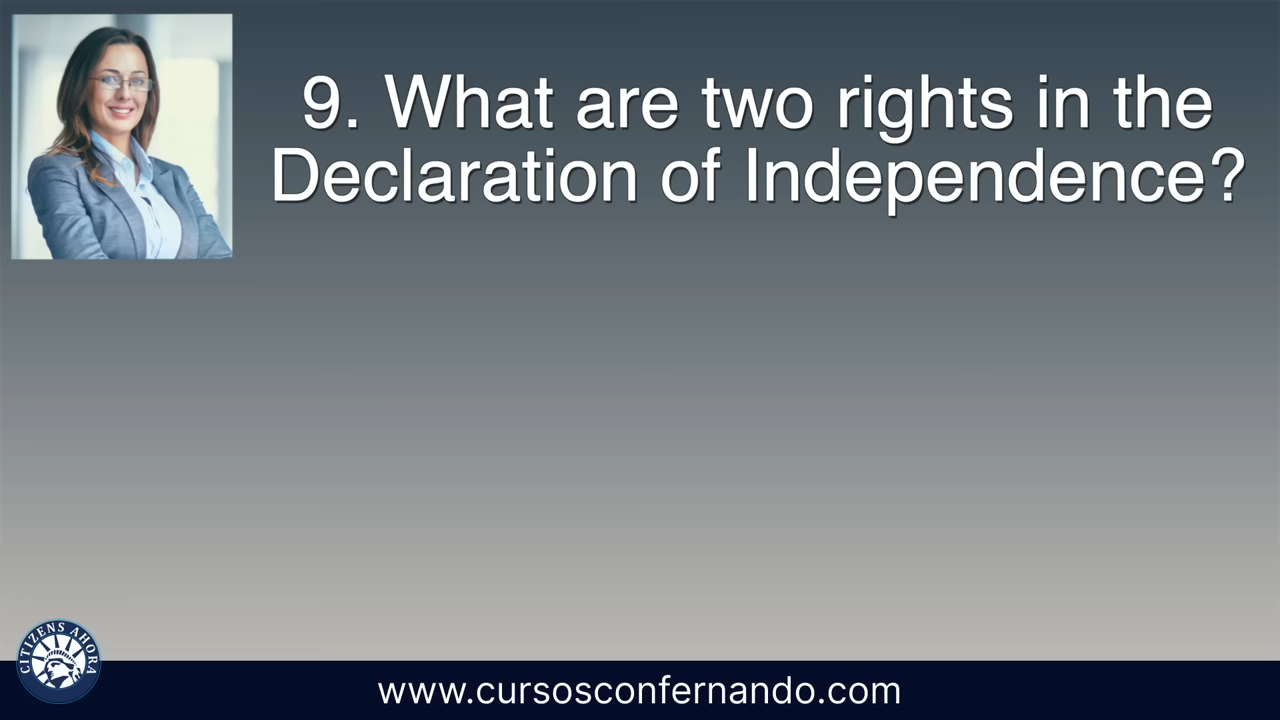 9. What are two rights in the
Declaration of Independence?
CITIZENS AHORA
www.cursosconfernando.com